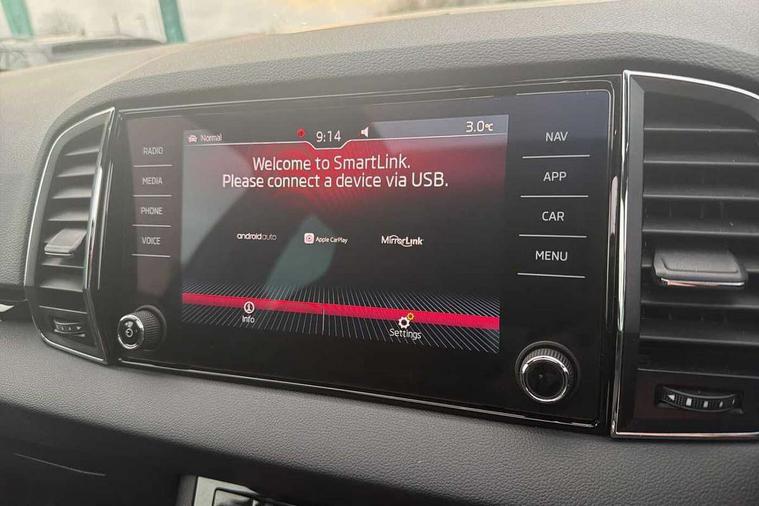 Normal 9:14 3.0°C
Welcome to SmartLink.
Please connect a device via USB.
androidauto Apple CarPlay MirrorLink
Info Settings
RADIO
MEDIA
PHONE
VOICE
NAV
APP
CAR
MENU